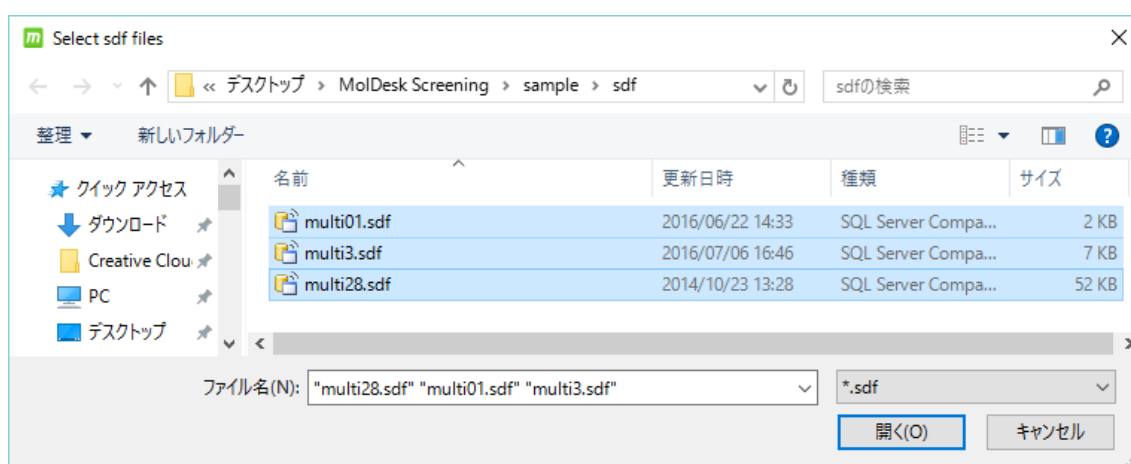 m Select sdf files
« デスクトップ › MolDesk Screening › sample › sdf sdfの検索
整理 新しいフォルダー ?
クイック アクセス 名前 更新日時 種類 サイズ
ダウンロード multi01.sdf 2016/06/22 14:33 SQL Server Compa... 2 KB
Creative Clou multi3.sdf 2016/07/06 16:46 SQL Server Compa... 7 KB
PC multi28.sdf 2014/10/23 13:28 SQL Server Compa... 52 KB
デスクトップ
ファイル名(N): "multi28.sdf" "multi01.sdf" "multi3.sdf" *.sdf
開く(O) キャンセル